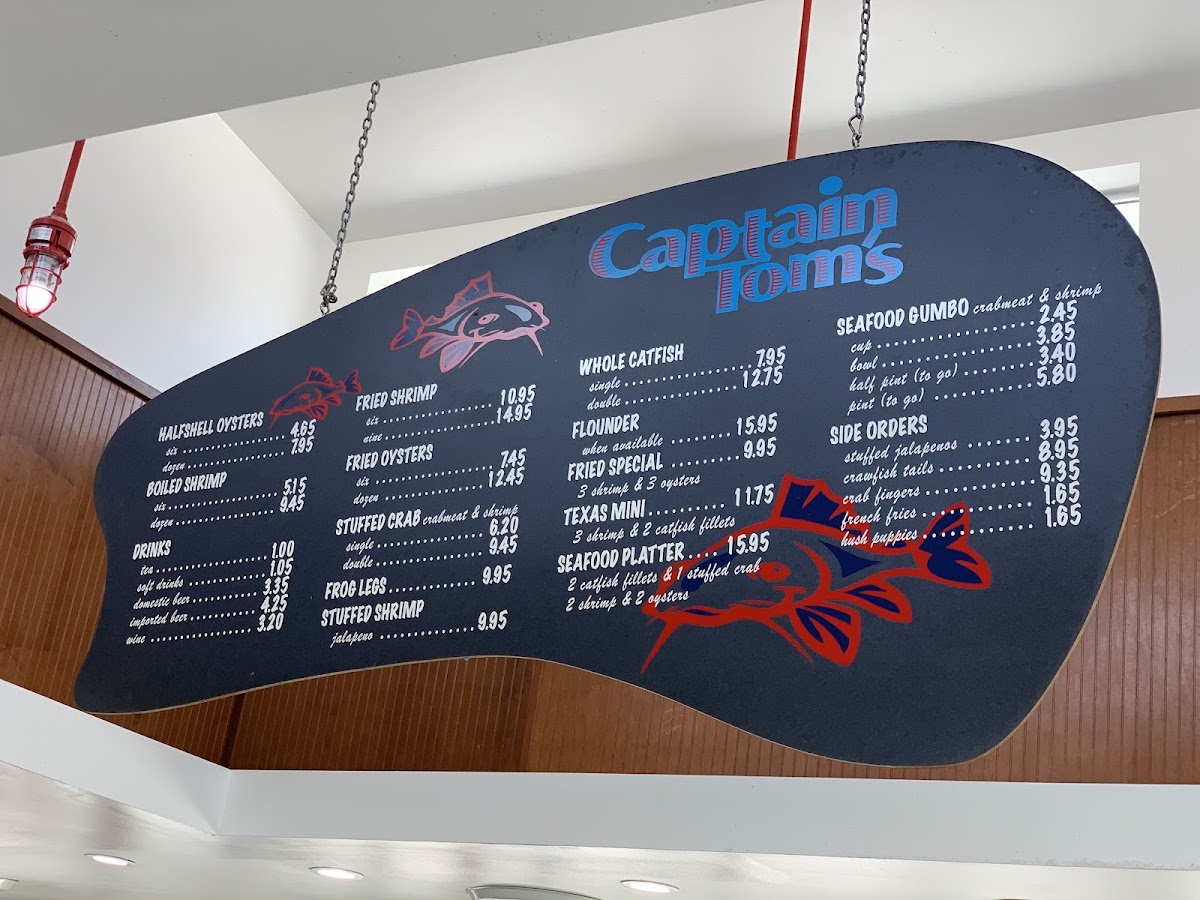 Captain
Tom's
HALFSHELL OYSTERS
six 4.65
dozen 7.95
BOILED SHRIMP
six 5.15
dozen 9.45
DRINKS
tea 1.00
soft drinks 1.05
domestic beer 3.35
imported beer 4.25
wine 3.20
FRIED SHRIMP
six 10.95
nine 14.95
FRIED OYSTERS
six 7.45
dozen 12.45
STUFFED CRAB crabmeat & shrimp
single 6.20
double 9.45
FROG LEGS 9.95
STUFFED SHRIMP
jalapeno 9.95
WHOLE CATFISH
single 7.95
double 12.75
FLOUNDER
when available 15.95
FRIED SPECIAL 9.95
3 shrimp & 3 oysters
TEXAS MINI 11.75
3 shrimp & 2 catfish fillets
SEAFOOD PLATTER 15.95
2 catfish fillets & 1 stuffed crab
2 shrimp & 2 oysters
SEAFOOD GUMBO crabmeat & shrimp
cup 2.45
bowl 3.85
half pint (to go) 3.40
pint (to go) 5.80
SIDE ORDERS
stuffed jalapenos 3.95
crawfish tails 8.95
crab fingers 9.35
french fries 1.65
hush puppies 1.65